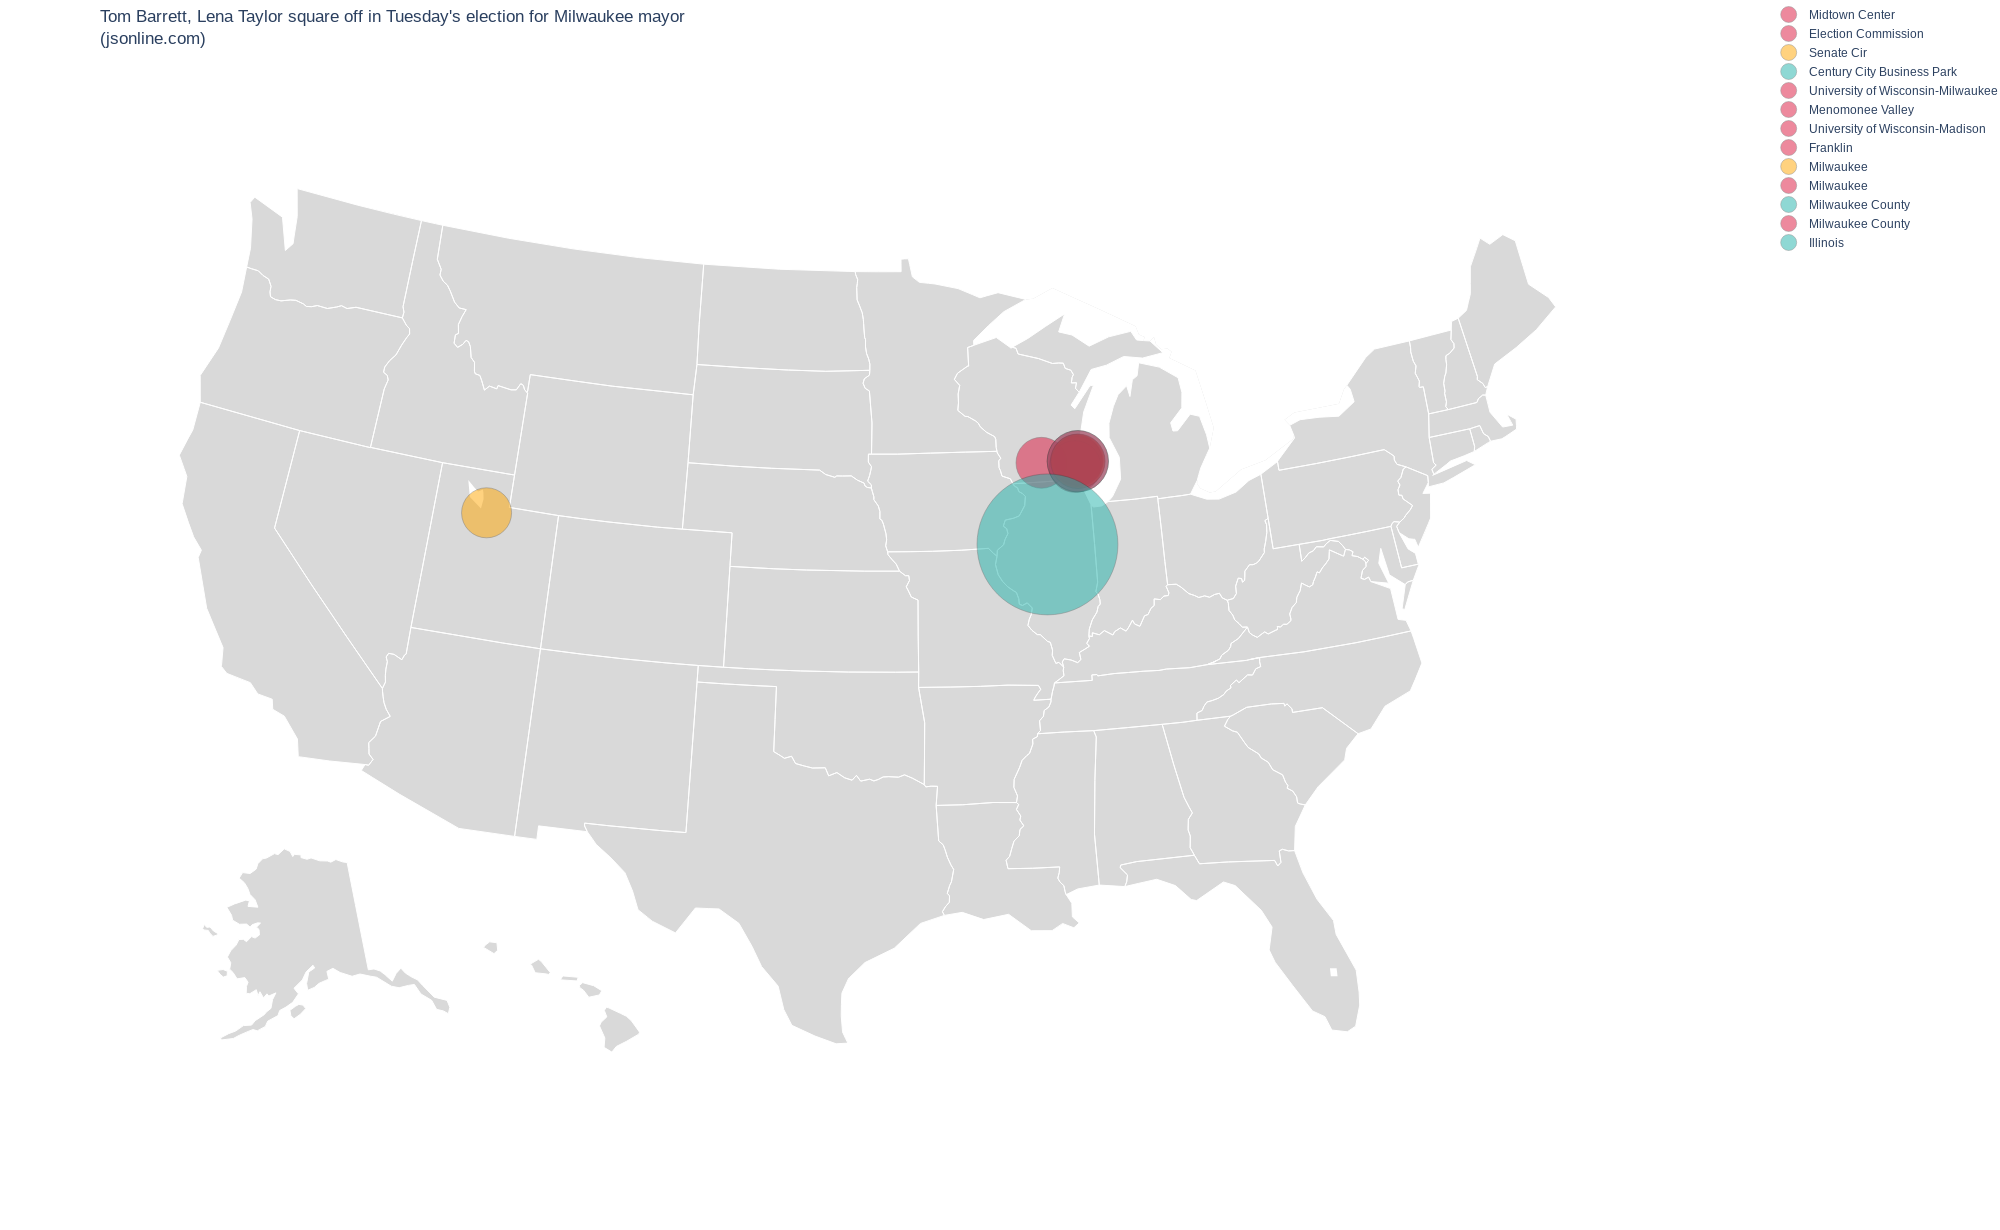 Tom Barrett, Lena Taylor square off in Tuesday's election for Milwaukee mayor
(jsonline.com)
Midtown Center
Election Commission
Senate Cir
Century City Business Park
University of Wisconsin-Milwaukee
Menomonee Valley
University of Wisconsin-Madison
Franklin
Milwaukee
Milwaukee
Milwaukee County
Milwaukee County
Illinois